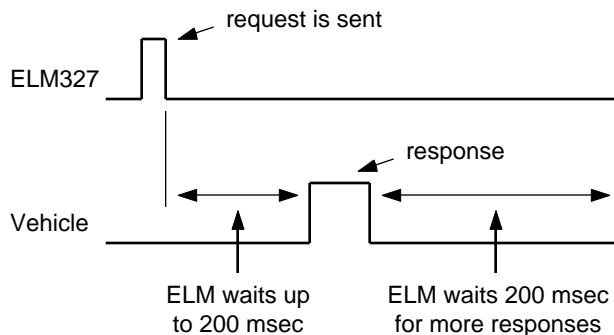 request is sent
ELM327
response
Vehicle
ELM waits up
to 200 msec
ELM waits 200 msec
for more responses